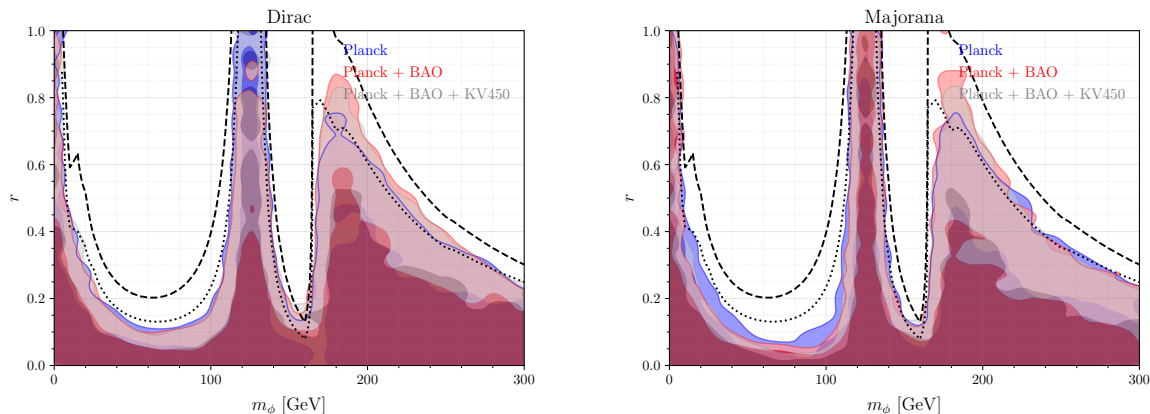 Dirac
Planck
Planck + BAO
Planck + BAO + KV450
1.0
0.8
0.6
0.4
0.2
0.0
r
0
100
200
300
m_ϕ [GeV]
Majorana
Planck
Planck + BAO
Planck + BAO + KV450
1.0
0.8
0.6
0.4
0.2
0.0
r
0
100
200
300
m_ϕ [GeV]